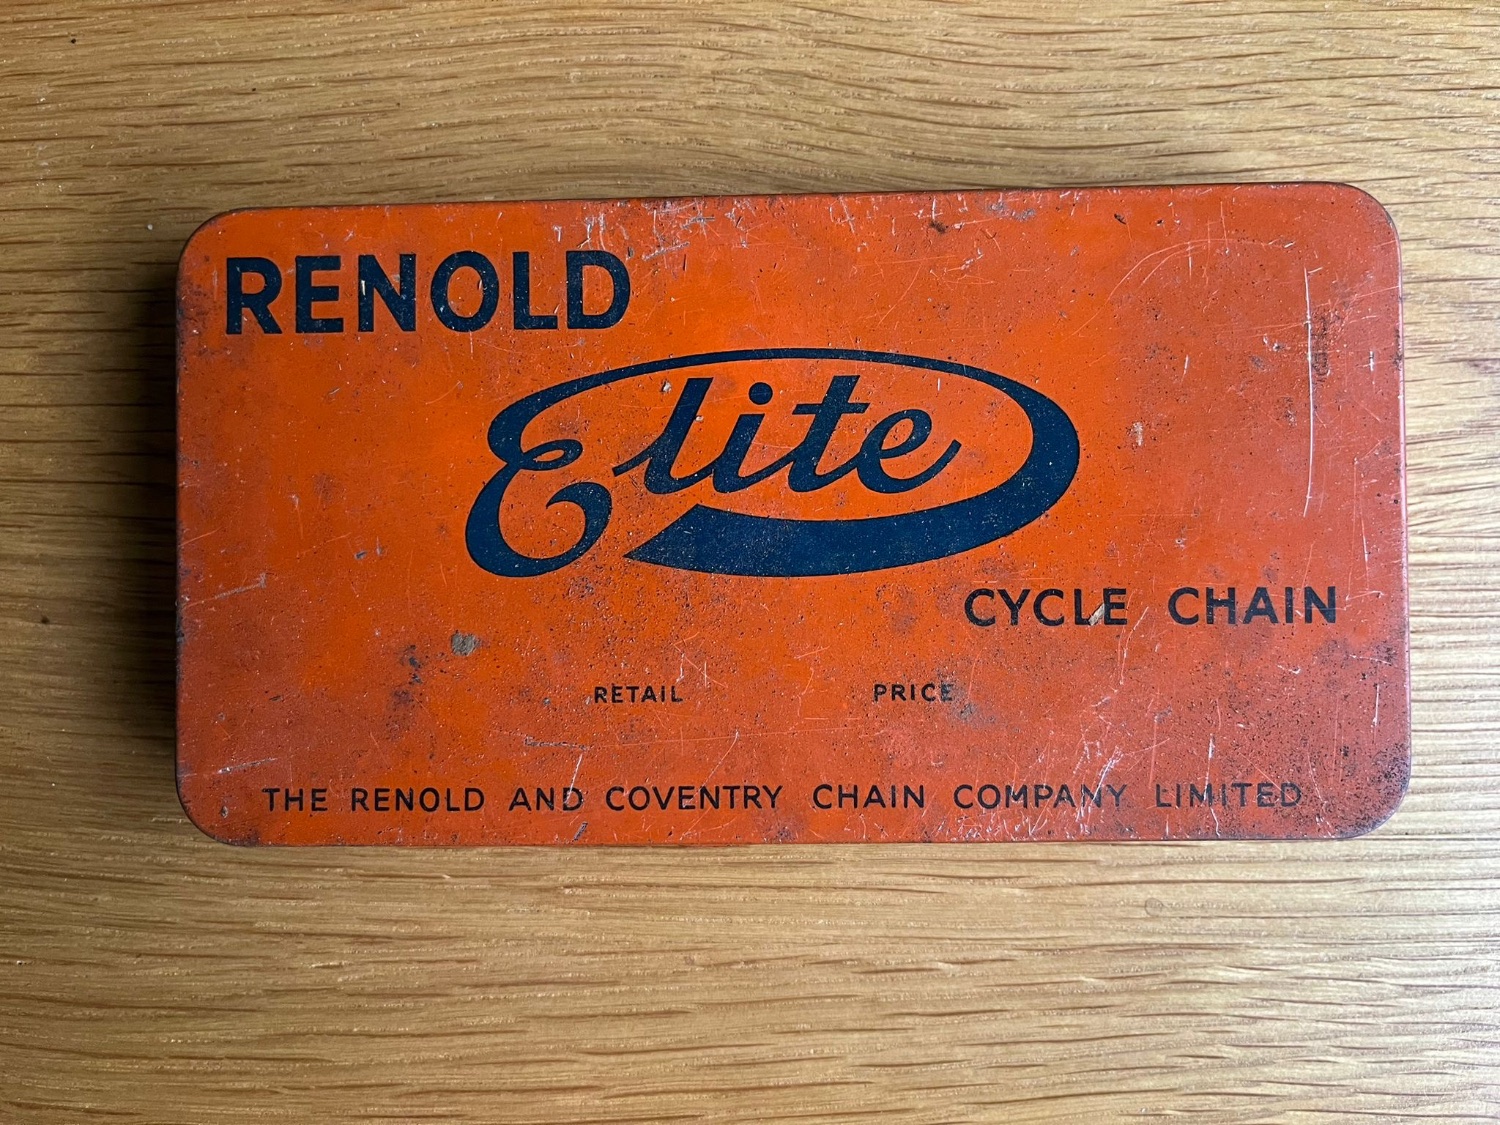 RENOLD
Elite
CYCLE CHAIN
RETAIL PRICE
THE RENOLD AND COVENTRY CHAIN COMPANY LIMITED